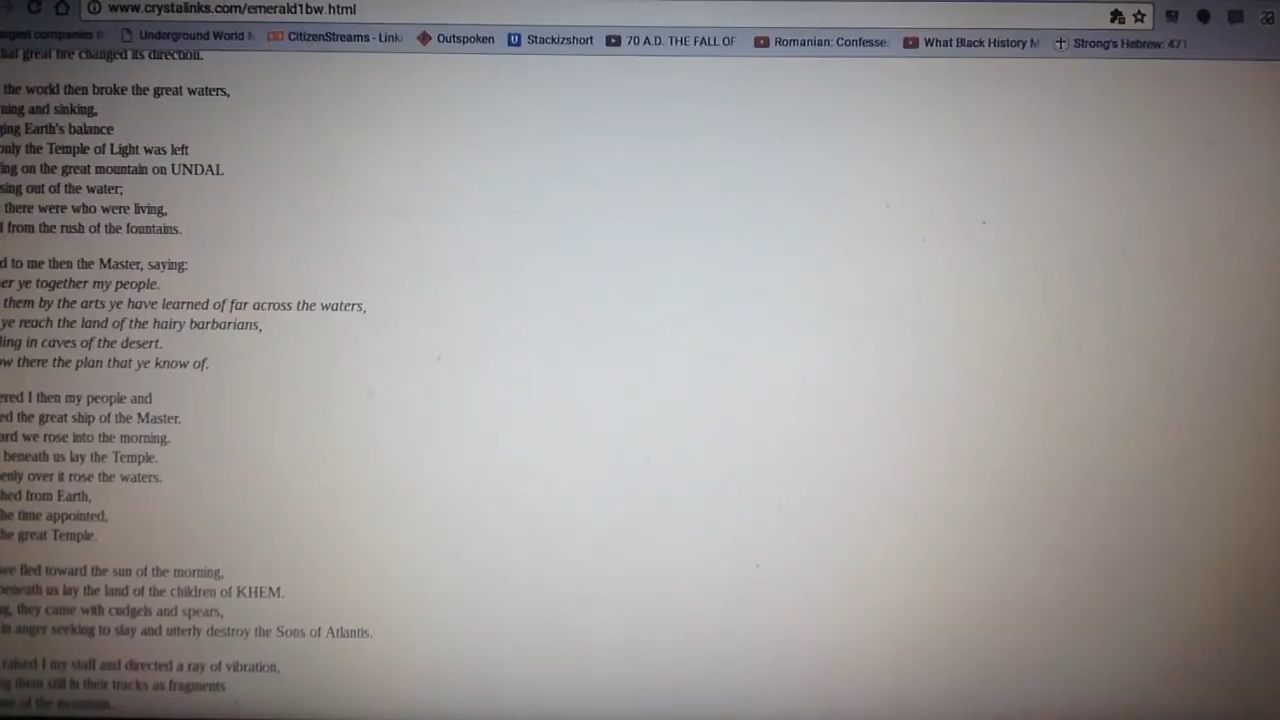 www.crystalinks.com/emerald1bw.html
Underground World
CitizenStreams - Link
Outspoken
Stackizshort
70 A.D. THE FALL OF
Romanian: Confesse
What Black History M
Strong's Hebrew: 471
hat great fire changed its direction.
the world then broke the great waters,
ning and sinking,
ging Earth's balance
only the Temple of Light was left
ing on the great mountain on UNDAL
sing out of the water;
there were who were living,
l from the rush of the fountains.
d to me then the Master, saying:
er ye together my people.
them by the arts ye have learned of far across the waters,
ye reach the land of the hairy barbarians,
ling in caves of the desert.
ow there the plan that ye know of.
ered I then my people and
ed the great ship of the Master.
ard we rose into the morning.
beneath us lay the Temple.
enly over it rose the waters.
hed from Earth,
he time appointed,
he great Temple.
we fled toward the sun of the morning,
beneath us lay the land of the children of KHEM.
ng, they came with cudgels and spears,
in anger seeking to slay and utterly destroy the Sons of Atlantis.
raised I my staff and directed a ray of vibration,
ng them still in their tracks as fragments
of the mountain.